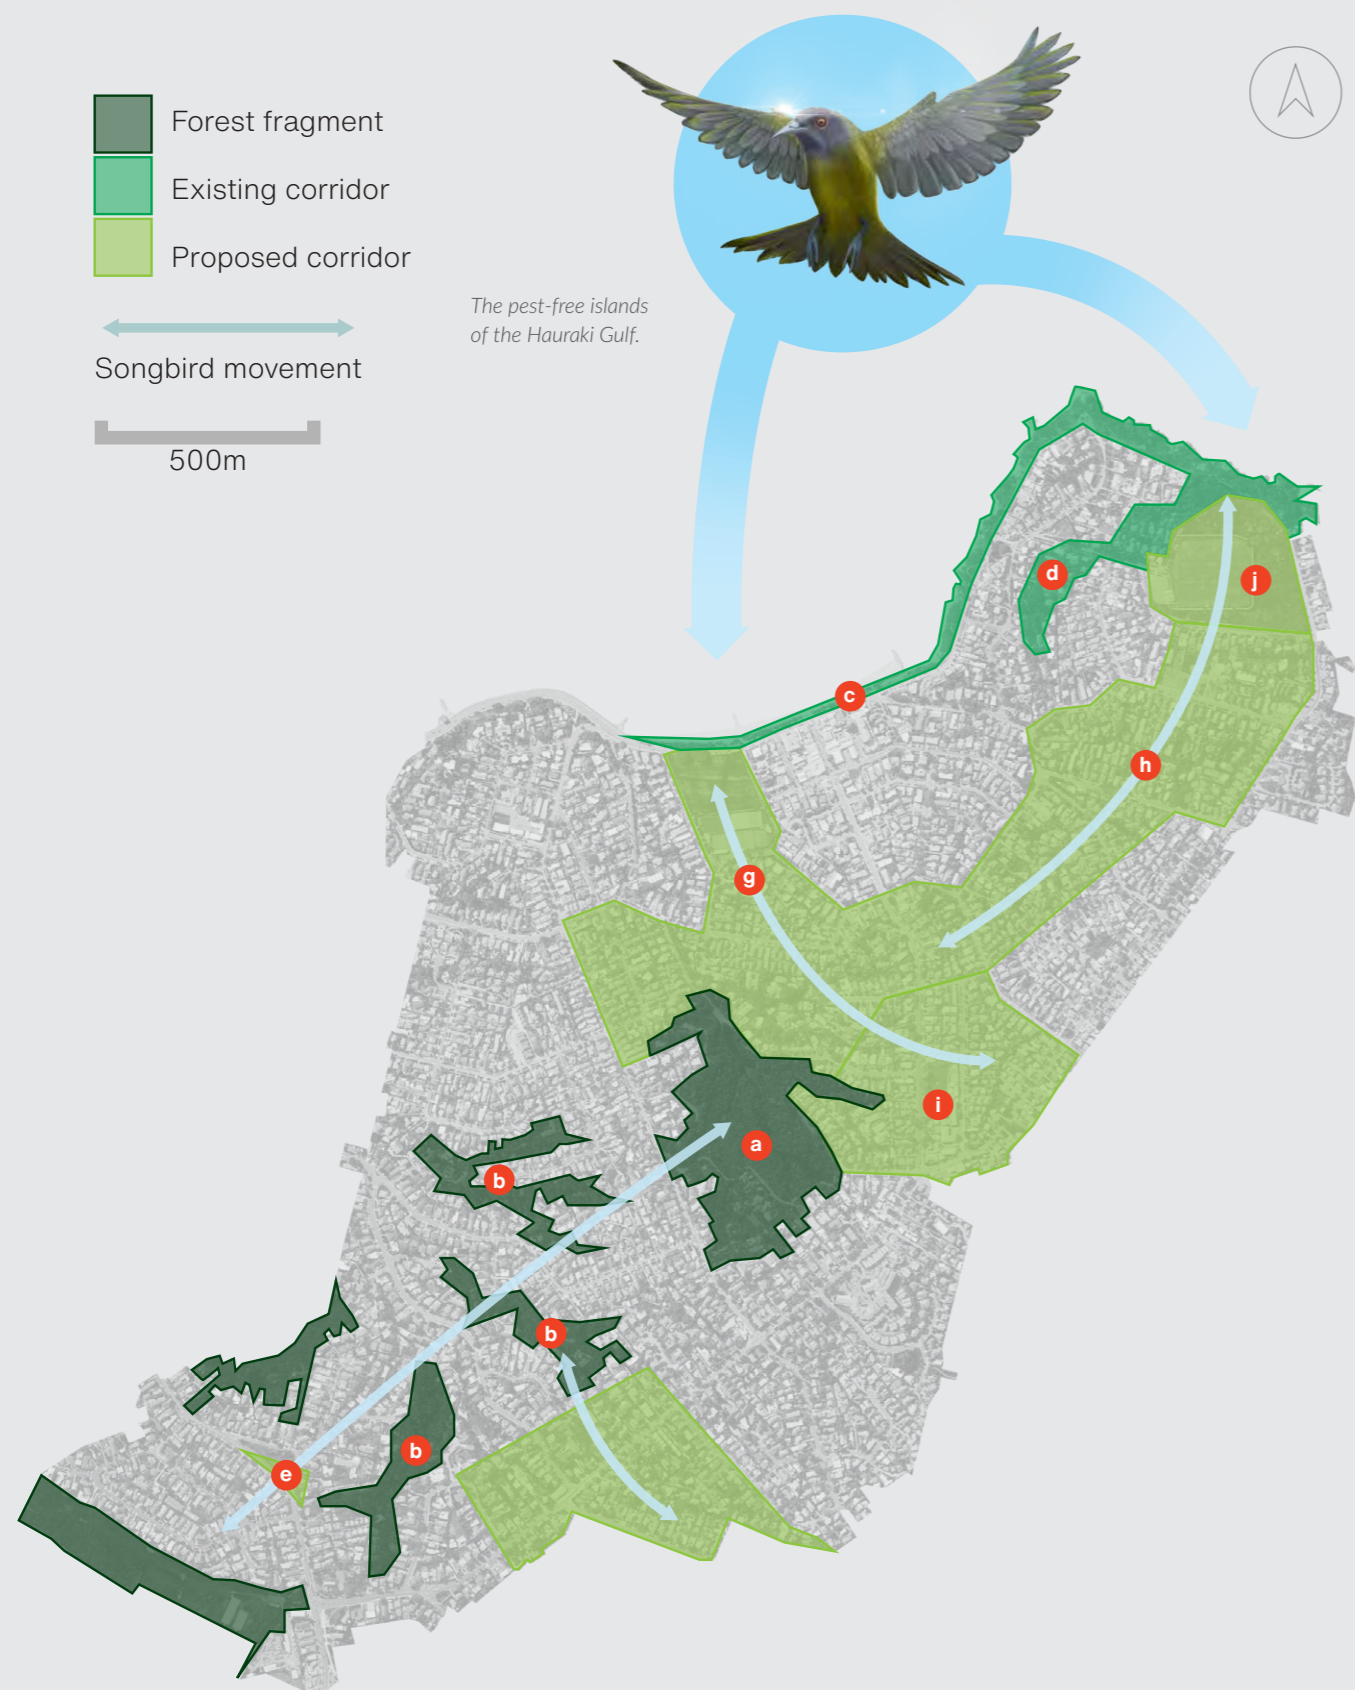 Forest fragment
Existing corridor
Proposed corridor
Songbird movement
500m
The pest-free islands
of the Hauraki Gulf.
d
j
c
h
g
i
a
b
b
b
e